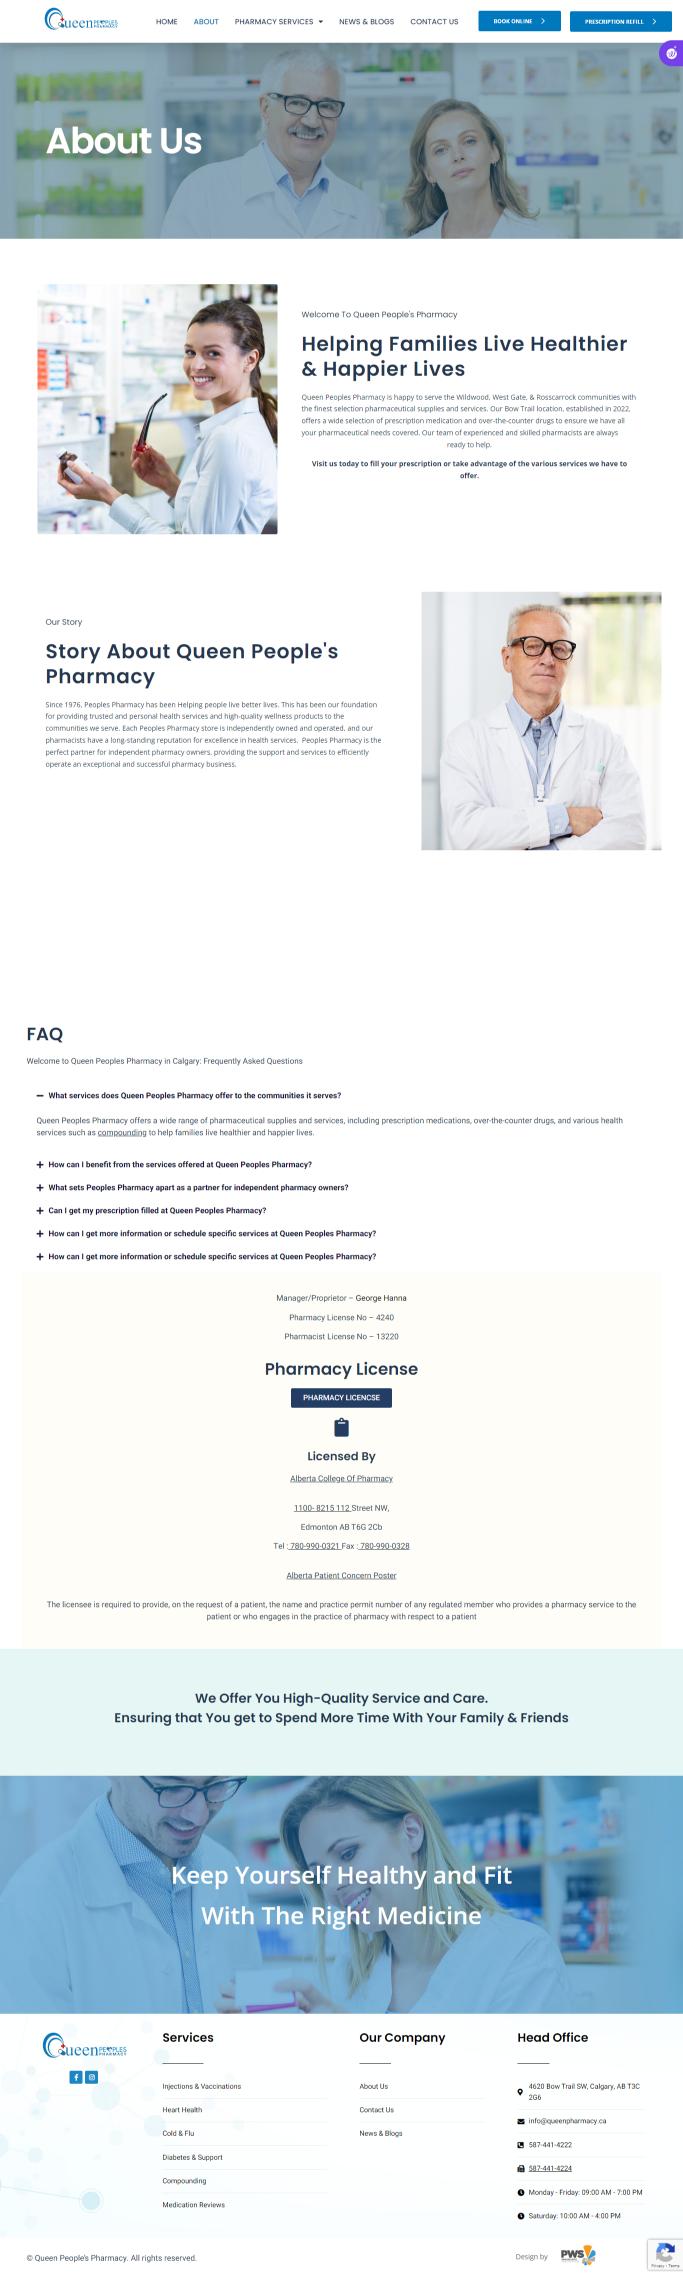 Queen PEOPLES PHARMACY
HOME
ABOUT
PHARMACY SERVICES
NEWS & BLOGS
CONTACT US
BOOK ONLINE
PRESCRIPTION REFILL
About Us
Welcome To Queen People's Pharmacy
Helping Families Live Healthier
& Happier Lives
Queen Peoples Pharmacy is happy to serve the Wildwood, West Gate, & Rosscarrock communities with
the finest selection pharmaceutical supplies and services. Our Bow Trail location, established in 2022,
offers a wide selection of prescription medication and over-the-counter drugs to ensure we have all
your pharmaceutical needs covered. Our team of experienced and skilled pharmacists are always
ready to help.
Visit us today to fill your prescription or take advantage of the various services we have to
offer.
Our Story
Story About Queen People's
Pharmacy
Since 1976, Peoples Pharmacy has been Helping people live better lives. This has been our foundation
for providing trusted and personal health services and high-quality wellness products to the
communities we serve. Each Peoples Pharmacy store is independently owned and operated, and our
pharmacists have a long-standing reputation for excellence in health services. Peoples Pharmacy is the
perfect partner for independent pharmacy owners, providing the support and services to efficiently
operate an exceptional and successful pharmacy business.
FAQ
Welcome to Queen Peoples Pharmacy in Calgary: Frequently Asked Questions
What services does Queen Peoples Pharmacy offer to the communities it serves?
Queen Peoples Pharmacy offers a wide range of pharmaceutical supplies and services, including prescription medications, over-the-counter drugs, and various health
services such as compounding to help families live healthier and happier lives.
How can I benefit from the services offered at Queen Peoples Pharmacy?
What sets Peoples Pharmacy apart as a partner for independent pharmacy owners?
Can I get my prescription filled at Queen Peoples Pharmacy?
How can I get more information or schedule specific services at Queen Peoples Pharmacy?
How can I get more information or schedule specific services at Queen Peoples Pharmacy?
Manager/Proprietor – George Hanna
Pharmacy License No – 4240
Pharmacist License No – 13220
Pharmacy License
PHARMACY LICENCSE
Licensed By
Alberta College Of Pharmacy
1100- 8215 112 Street NW,
Edmonton AB T6G 2Cb
Tel : 780-990-0321 Fax : 780-990-0328
Alberta Patient Concern Poster
The licensee is required to provide, on the request of a patient, the name and practice permit number of any regulated member who provides a pharmacy service to the
patient or who engages in the practice of pharmacy with respect to a patient
We Offer You High-Quality Service and Care.
Ensuring that You get to Spend More Time With Your Family & Friends
Keep Yourself Healthy and Fit
With The Right Medicine
Queen PEOPLES PHARMACY
Services
Injections & Vaccinations
Heart Health
Cold & Flu
Diabetes & Support
Compounding
Medication Reviews
Our Company
About Us
Contact Us
News & Blogs
Head Office
4620 Bow Trail SW, Calgary, AB T3C
2G6
info@queenpharmacy.ca
587-441-4222
587-441-4224
Monday - Friday: 09:00 AM - 7:00 PM
Saturday: 10:00 AM - 4:00 PM
© Queen People's Pharmacy. All rights reserved.
Design by
PWS
Privacy - Terms